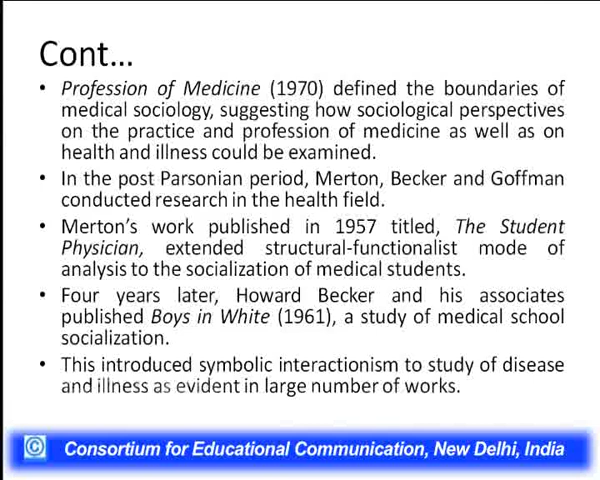 Cont...
• Profession of Medicine (1970) defined the boundaries of
medical sociology, suggesting how sociological perspectives
on the practice and profession of medicine as well as on
health and illness could be examined.
• In the post Parsonian period, Merton, Becker and Goffman
conducted research in the health field.
• Merton's work published in 1957 titled, The Student
Physician, extended structural-functionalist mode of
analysis to the socialization of medical students.
• Four years later, Howard Becker and his associates
published Boys in White (1961), a study of medical school
socialization.
• This introduced symbolic interactionism to study of disease
and illness as evident in large number of works.
© Consortium for Educational Communication, New Delhi, India